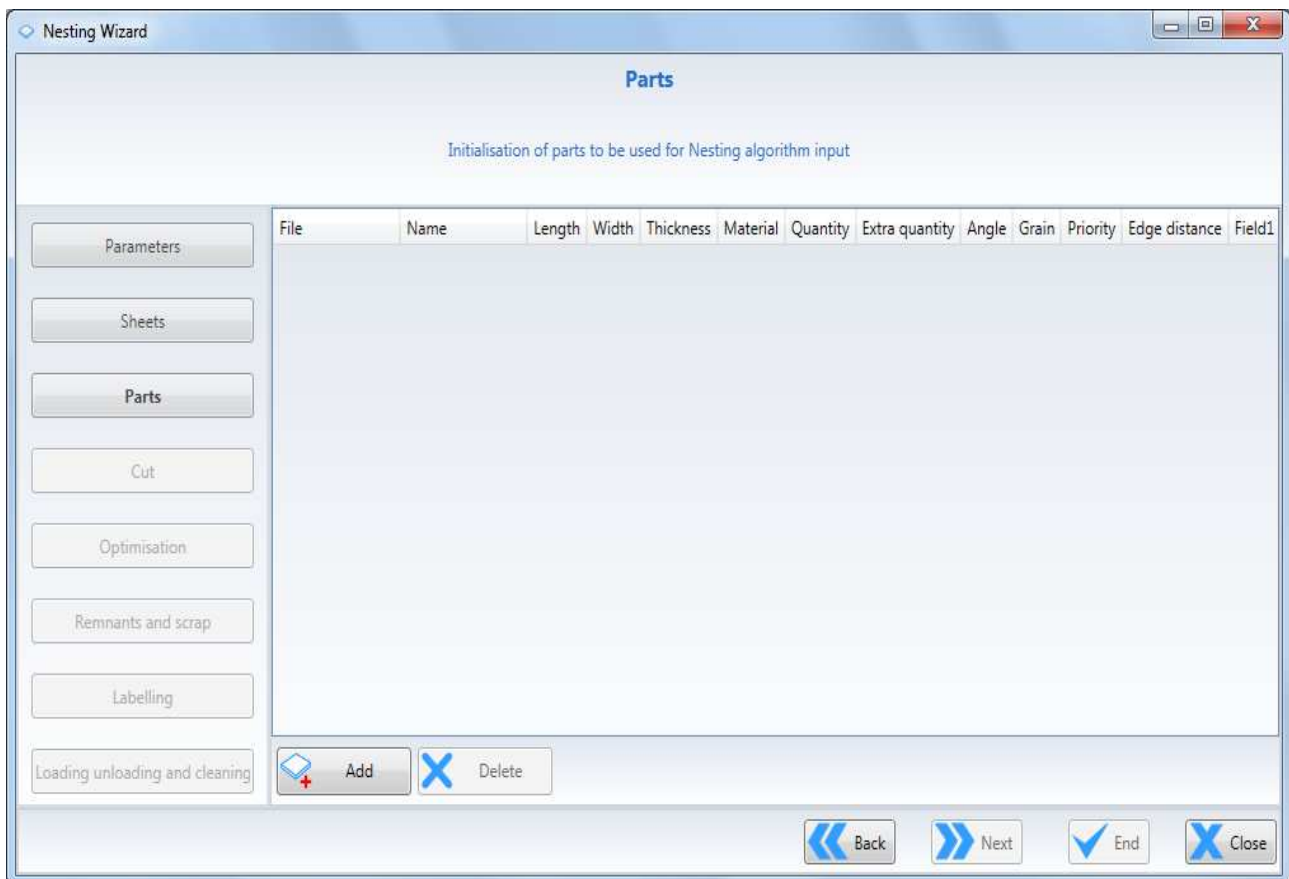 Nesting Wizard
Parts
Initialisation of parts to be used for Nesting algorithm input
Parameters
Sheets
Parts
Cut
Optimisation
Remnants and scrap
Labelling
Loading unloading and cleaning
File Name Length Width Thickness Material Quantity Extra quantity Angle Grain Priority Edge distance Field1
Add Delete
Back Next End Close